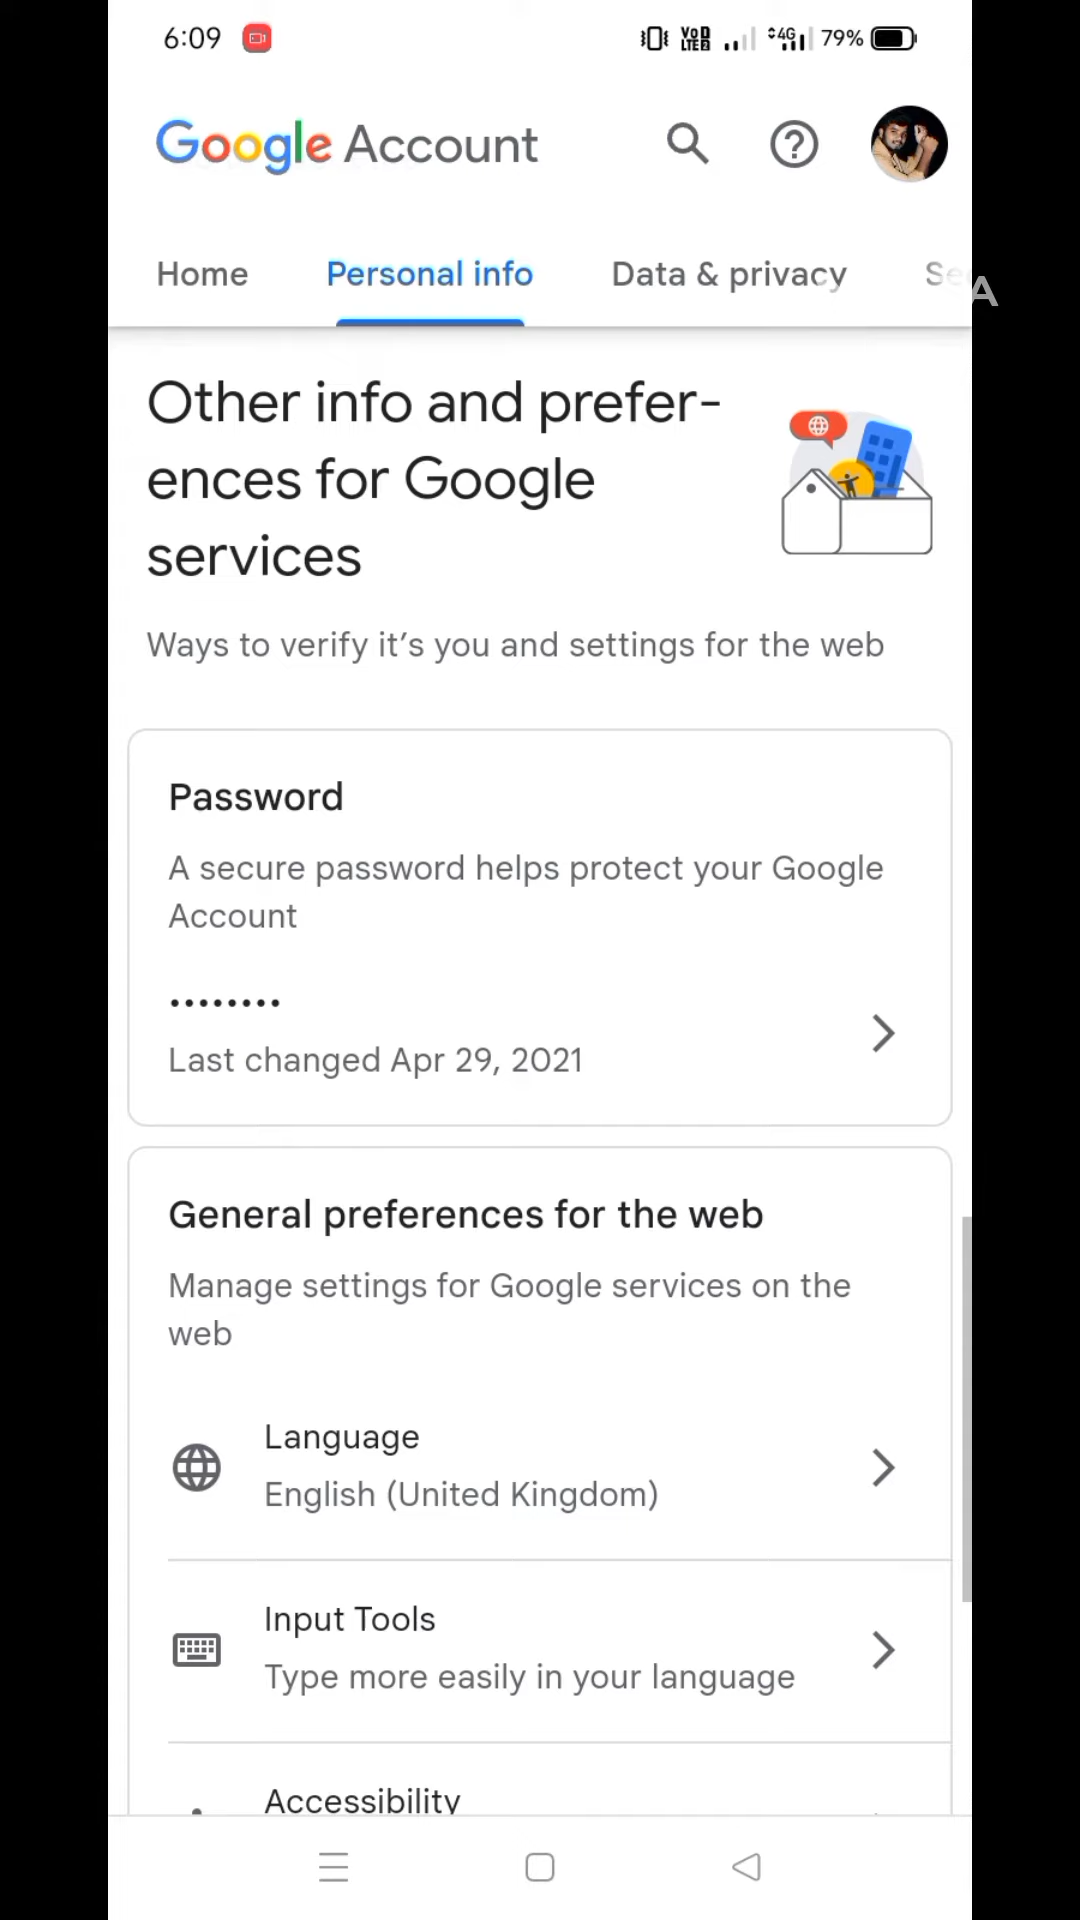 6:09
VoD LTE2 4G 79%
Google Account
Home Personal info Data & privacy Se A
Other info and prefer-
ences for Google
services
Ways to verify it’s you and settings for the web
Password
A secure password helps protect your Google
Account
••••••••
Last changed Apr 29, 2021
General preferences for the web
Manage settings for Google services on the
web
Language
English (United Kingdom)
Input Tools
Type more easily in your language
Accessibility